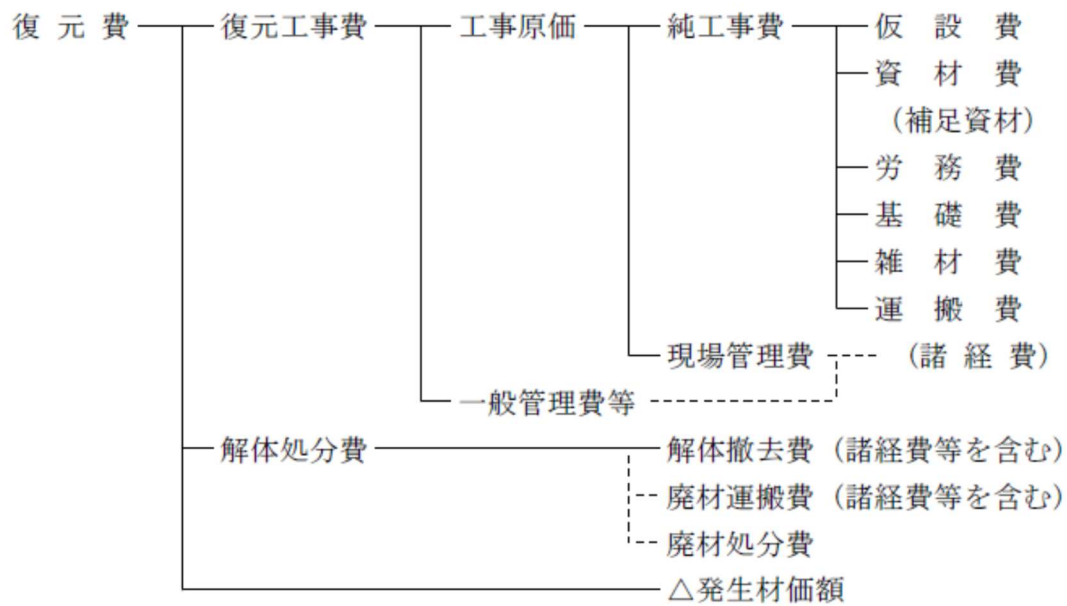 復元費 復元工事費 工事原価 純工事費 仮設費
資材費
（補足資材）
労務費
基礎費
雑材費
運搬費
現場管理費 （諸経費）
一般管理費等
解体処分費 解体撤去費（諸経費等を含む）
廃材運搬費（諸経費等を含む）
廃材処分費
△発生材価額